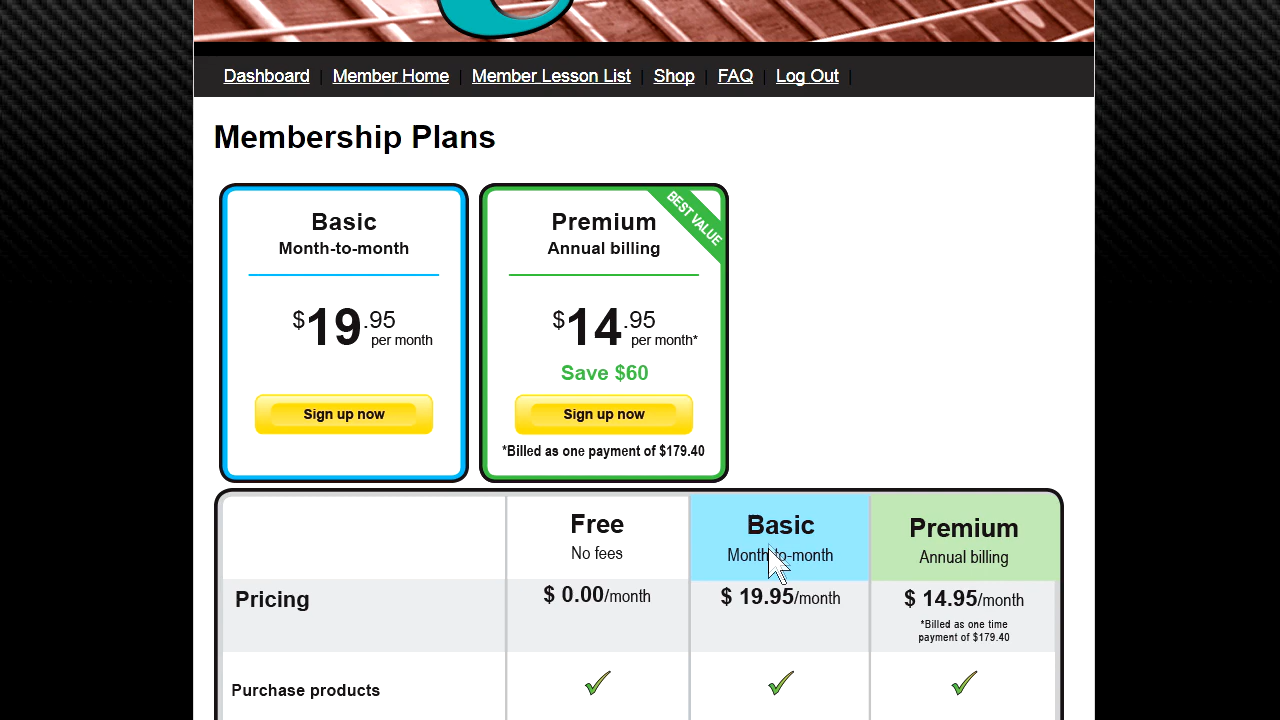 Dashboard | Member Home | Member Lesson List | Shop | FAQ | Log Out |
Membership Plans
Basic
Month-to-month
$19.95
per month
Sign up now
BEST VALUE
Premium
Annual billing
$14.95
per month*
Save $60
Sign up now
*Billed as one payment of $179.40
Free
No fees
Basic
Month-to-month
Premium
Annual billing
Pricing
$ 0.00/month
$ 19.95/month
$ 14.95/month
*Billed as one time
payment of $179.40
Purchase products